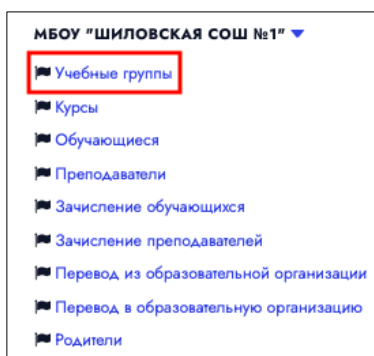 МБОУ "ШИЛОВСКАЯ СОШ №1"
Учебные группы
Курсы
Обучающиеся
Преподаватели
Зачисление обучающихся
Зачисление преподавателей
Перевод из образовательной организации
Перевод в образовательную организацию
Родители